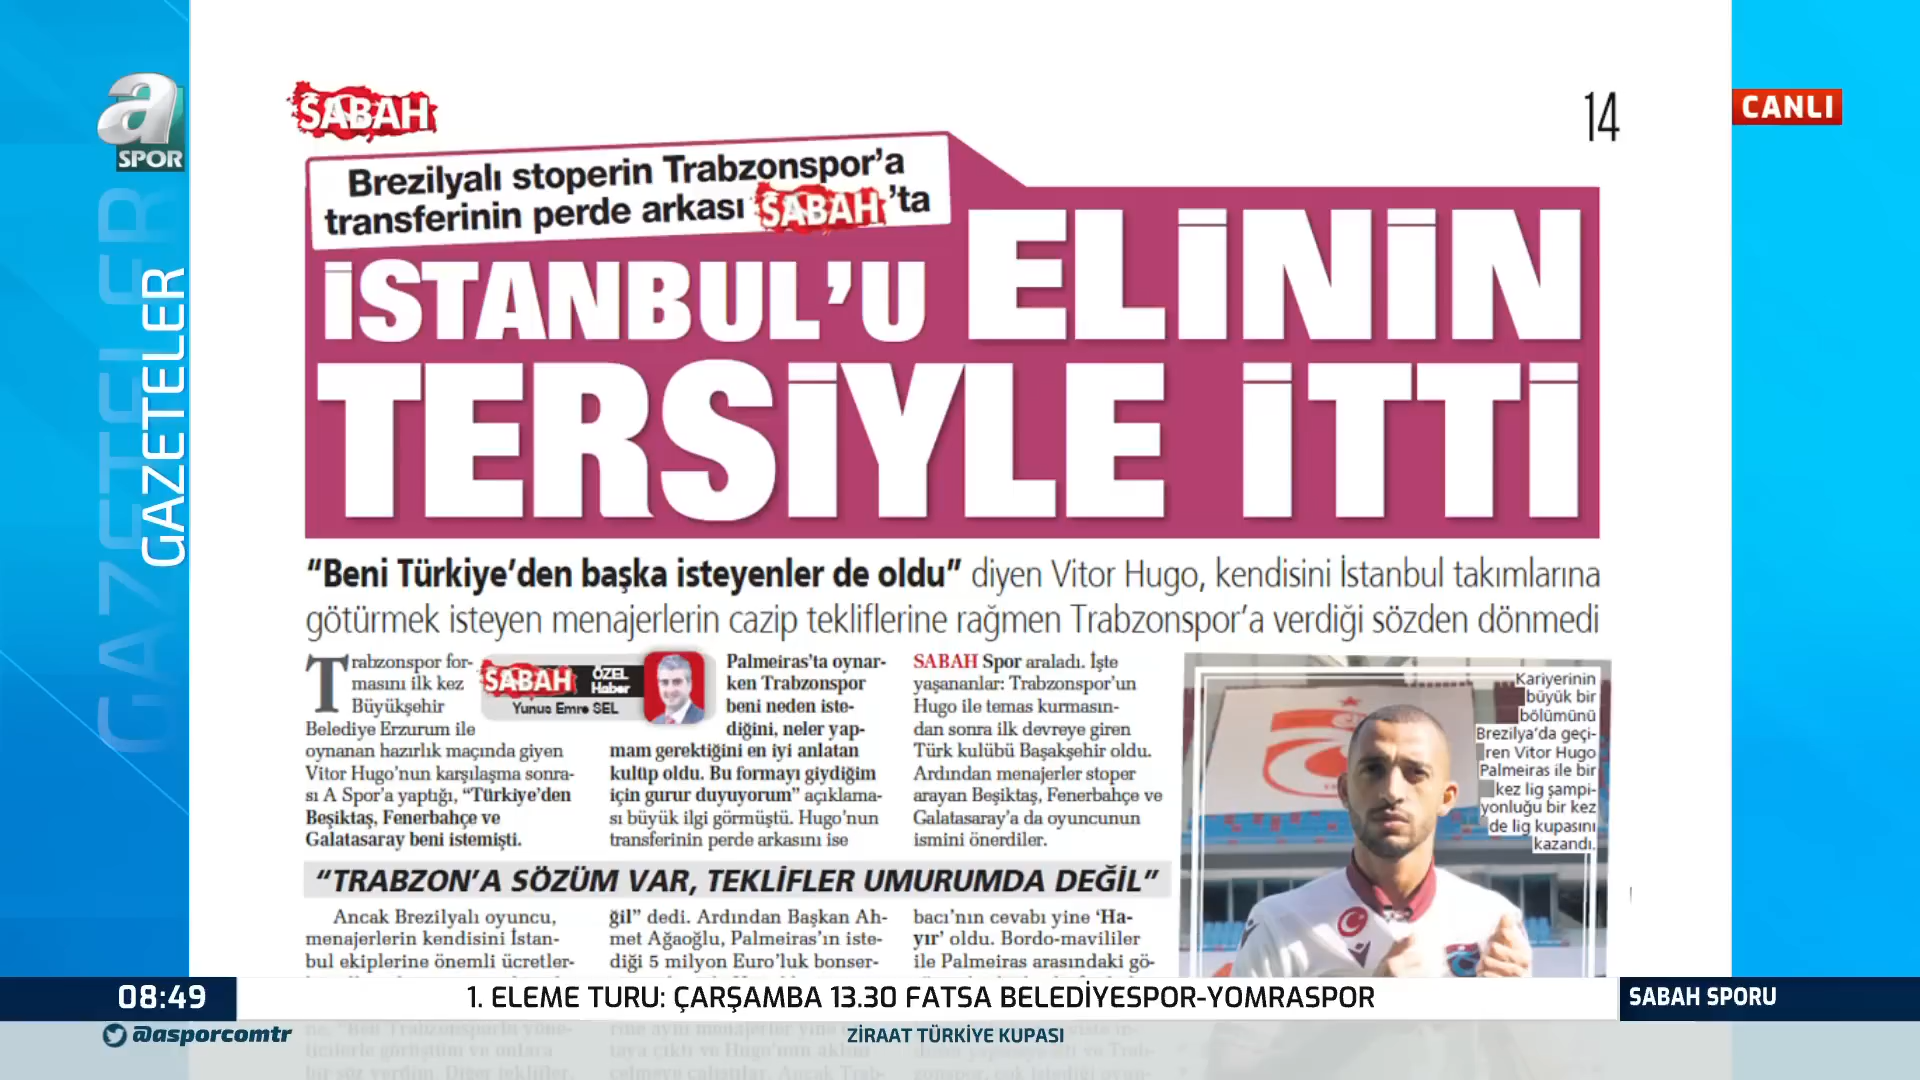 a
SPOR
GAZETELER
GAZETELER
CANLI
SABAH
14
Brezilyalı stoperin Trabzonspor'a
transferinin perde arkası SABAH'ta
İSTANBUL'U ELİNİN
TERSİYLE İTTİ
“Beni Türkiye'den başka isteyenler de oldu” diyen Vitor Hugo, kendisini İstanbul takımlarına
götürmek isteyen menajerlerin cazip tekliflerine rağmen Trabzonspor'a verdiği sözden dönmedi
Trabzonspor for-
masını ilk kez
Büyükşehir
Belediye Erzurum ile
oynanan hazırlık maçında giyen
Vitor Hugo'nun karşılaşma sonra-
sı A Spor'a yaptığı, “Türkiye'den
Beşiktaş, Fenerbahçe ve
Galatasaray beni istemişti.
SABAH ÖZEL
Haber
Yunus Emre SEL
Palmeiras'ta oynar-
ken Trabzonspor
beni neden iste-
diğini, neler yap-
mam gerektiğini en iyi anlatan
kulüp oldu. Bu formayı giydiğim
için gurur duyuyorum” açıklama-
sı büyük ilgi görmüştü. Hugo'nun
transferinin perde arkasını ise
SABAH Spor araladı. İşte
yaşananlar: Trabzonspor'un
Hugo ile temas kurmasın-
dan sonra ilk devreye giren
Türk kulübü Başakşehir oldu.
Ardından menajerler stoper
arayan Beşiktaş, Fenerbahçe ve
Galatasaray'a da oyuncunun
ismini önerdiler.
Kariyerinin
büyük bir
bölümünü
Brezilya'da geçi-
ren Vitor Hugo
Palmeiras ile bir
kez lig şampi-
yonluğu bir kez
de lig kupasını
kazandı.
“TRABZON'A SÖZÜM VAR, TEKLİFLER UMURUMDA DEĞİL”
Ancak Brezilyalı oyuncu,
menajerlerin kendisini İstan-
bul ekiplerine önemli ücretler-
ğil” dedi. Ardından Başkan Ah-
met Ağaoğlu, Palmeiras'ın iste-
diği 5 milyon Euro'luk bonser-
bacı'nın cevabı yine ‘Ha-
yır’ oldu. Bordo-mavililer
ile Palmeiras arasındaki gö-
08:49
1. ELEME TURU: ÇARŞAMBA 13.30 FATSA BELEDİYESPOR-YOMRASPOR
SABAH SPORU
@asporcomtr
ZİRAAT TÜRKİYE KUPASI